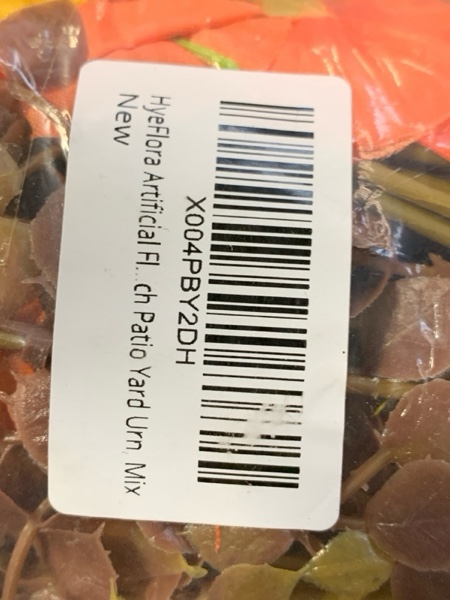 X004PBY2DH
HyeFlora Artificial Fl...ch Patio Yard Urn, Mix
New